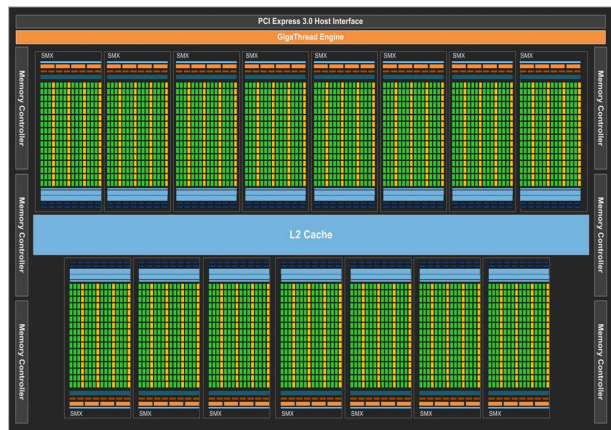 PCI Express 3.0 Host Interface
GigaThread Engine
SMX
SMX
SMX
SMX
SMX
SMX
SMX
SMX
Memory Controller
Memory Controller
Memory Controller
Memory Controller
Memory Controller
Memory Controller
L2 Cache
SMX
SMX
SMX
SMX
SMX
SMX
SMX